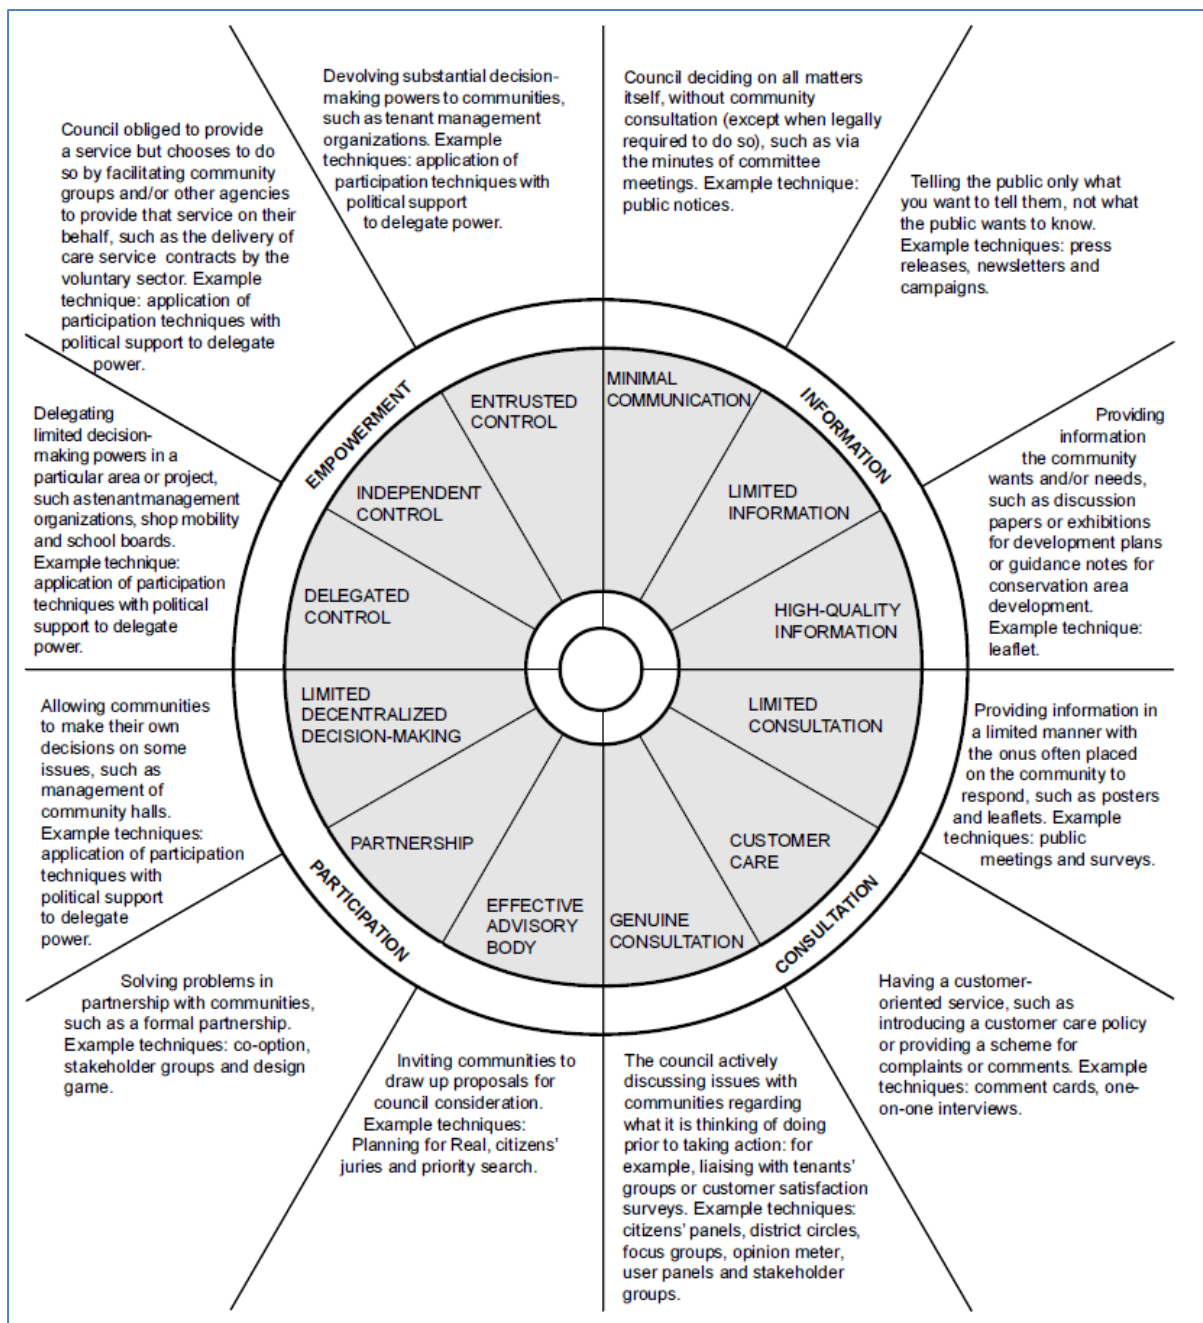 Devolving substantial decision-
making powers to communities,
such as tenant management
organizations. Example
techniques: application of
participation techniques with
political support
to delegate power.
Council deciding on all matters
itself, without community
consultation (except when legally
required to do so), such as via
the minutes of committee
meetings. Example technique:
public notices.
Telling the public only what
you want to tell them, not what
the public wants to know.
Example techniques: press
releases, newsletters and
campaigns.
Providing
information
the community
wants and/or needs,
such as discussion
papers or exhibitions
for development plans
or guidance notes for
conservation area
development.
Example technique:
leaflet.
Providing information in
a limited manner with
the onus often placed
on the community to
respond, such as posters
and leaflets. Example
techniques: public
meetings and surveys.
Having a customer-
oriented service, such as
introducing a customer care policy
or providing a scheme for
complaints or comments. Example
techniques: comment cards, one-
on-one interviews.
The council actively
discussing issues with
communities regarding
what it is thinking of doing
prior to taking action: for
example, liaising with tenants'
groups or customer satisfaction
surveys. Example techniques:
citizens' panels, district circles,
focus groups, opinion meter,
user panels and stakeholder
groups.
Inviting communities to
draw up proposals for
council consideration.
Example techniques:
Planning for Real, citizens'
juries and priority search.
Solving problems in
partnership with communities,
such as a formal partnership.
Example techniques: co-option,
stakeholder groups and design
game.
Allowing communities
to make their own
decisions on some
issues, such as
management of
community halls.
Example techniques:
application of participation
techniques with
political support
to delegate
power.
Delegating
limited decision-
making powers in a
particular area or project,
such as tenant management
organizations, shop mobility
and school boards.
Example technique:
application of participation
techniques with political
support to delegate
power.
Council obliged to provide
a service but chooses to do
so by facilitating community
groups and/or other agencies
to provide that service on their
behalf, such as the delivery of
care service contracts by the
voluntary sector. Example
technique: application of
participation techniques with
political support to delegate
power.
EMPOWERMENT
INFORMATION
CONSULTATION
PARTICIPATION
MINIMAL
COMMUNICATION
LIMITED
INFORMATION
HIGH-QUALITY
INFORMATION
LIMITED
CONSULTATION
CUSTOMER
CARE
GENUINE
CONSULTATION
EFFECTIVE
ADVISORY
BODY
PARTNERSHIP
LIMITED
DECENTRALIZED
DECISION-MAKING
DELEGATED
CONTROL
INDEPENDENT
CONTROL
ENTRUSTED
CONTROL